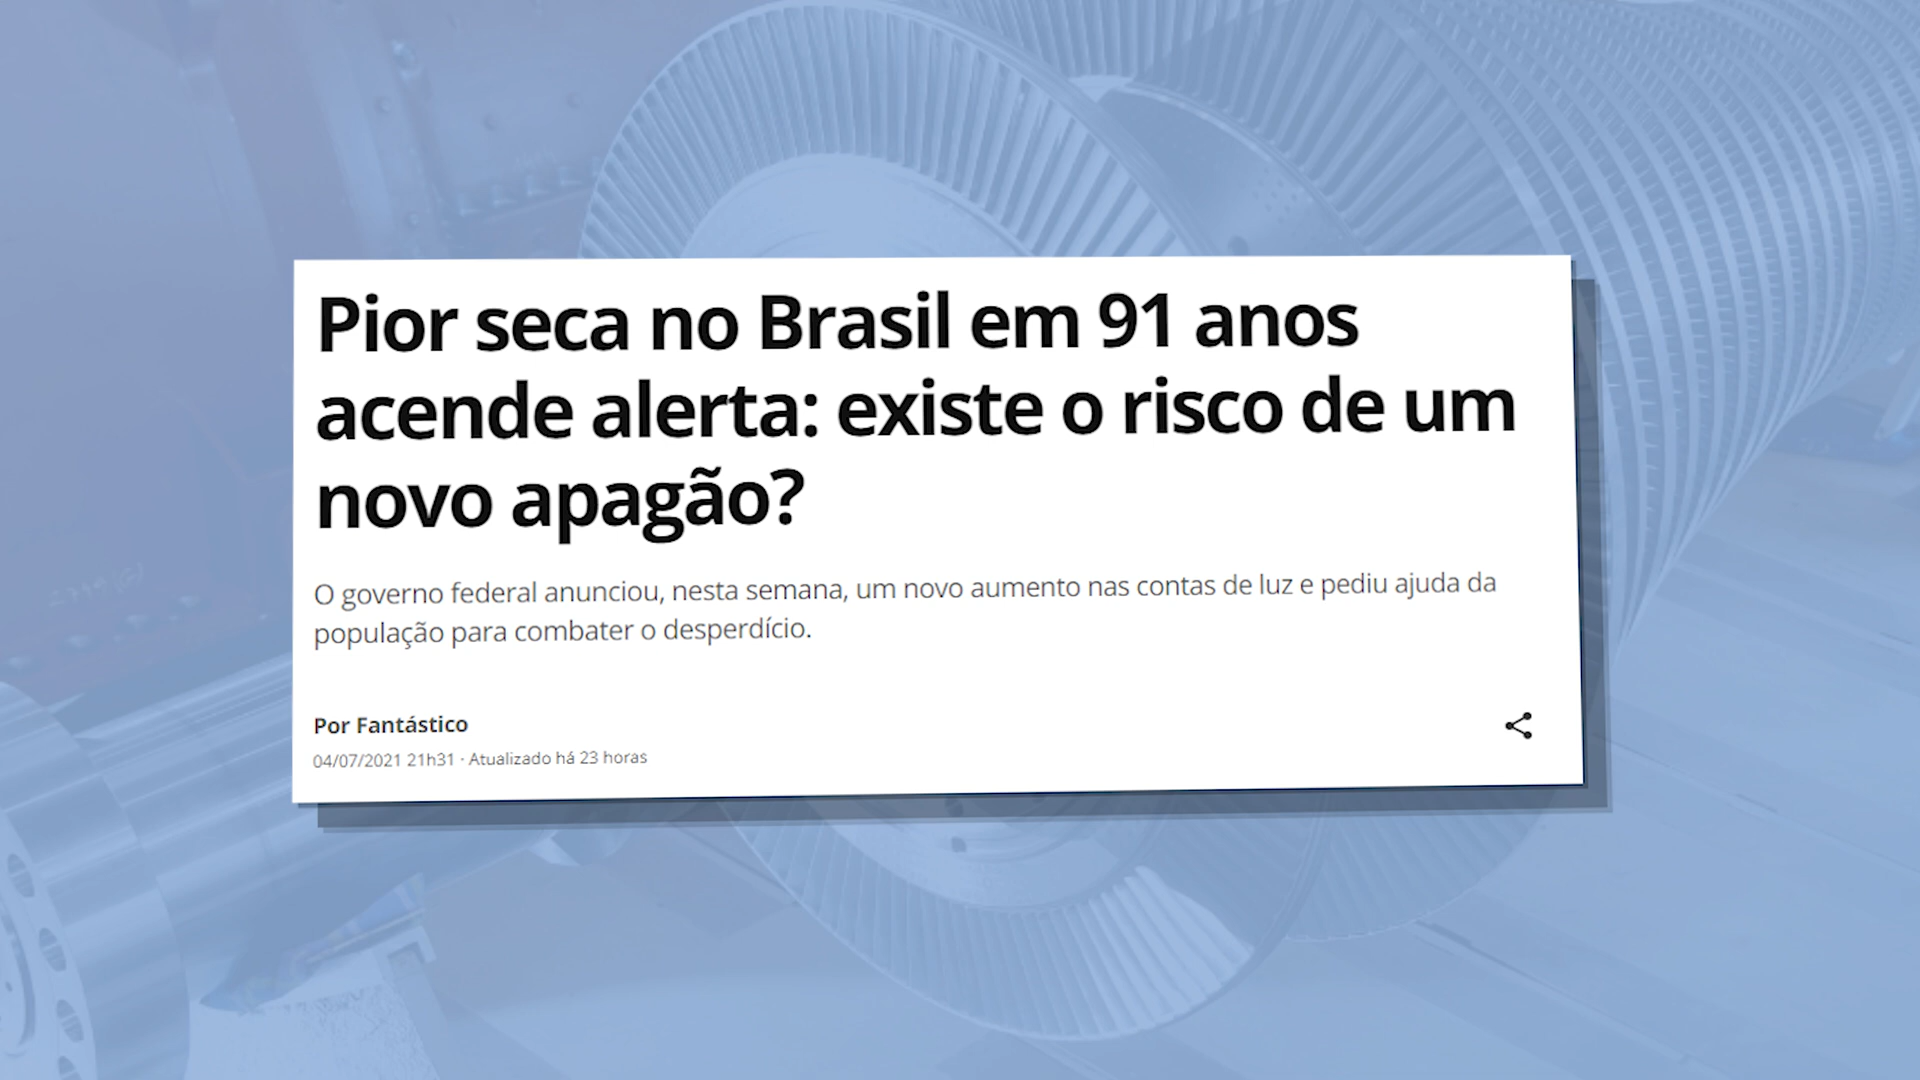 Pior seca no Brasil em 91 anos
acende alerta: existe o risco de um
novo apagão?
O governo federal anunciou, nesta semana, um novo aumento nas contas de luz e pediu ajuda da
população para combater o desperdício.
Por Fantástico
04/07/2021 21h31 · Atualizado há 23 horas